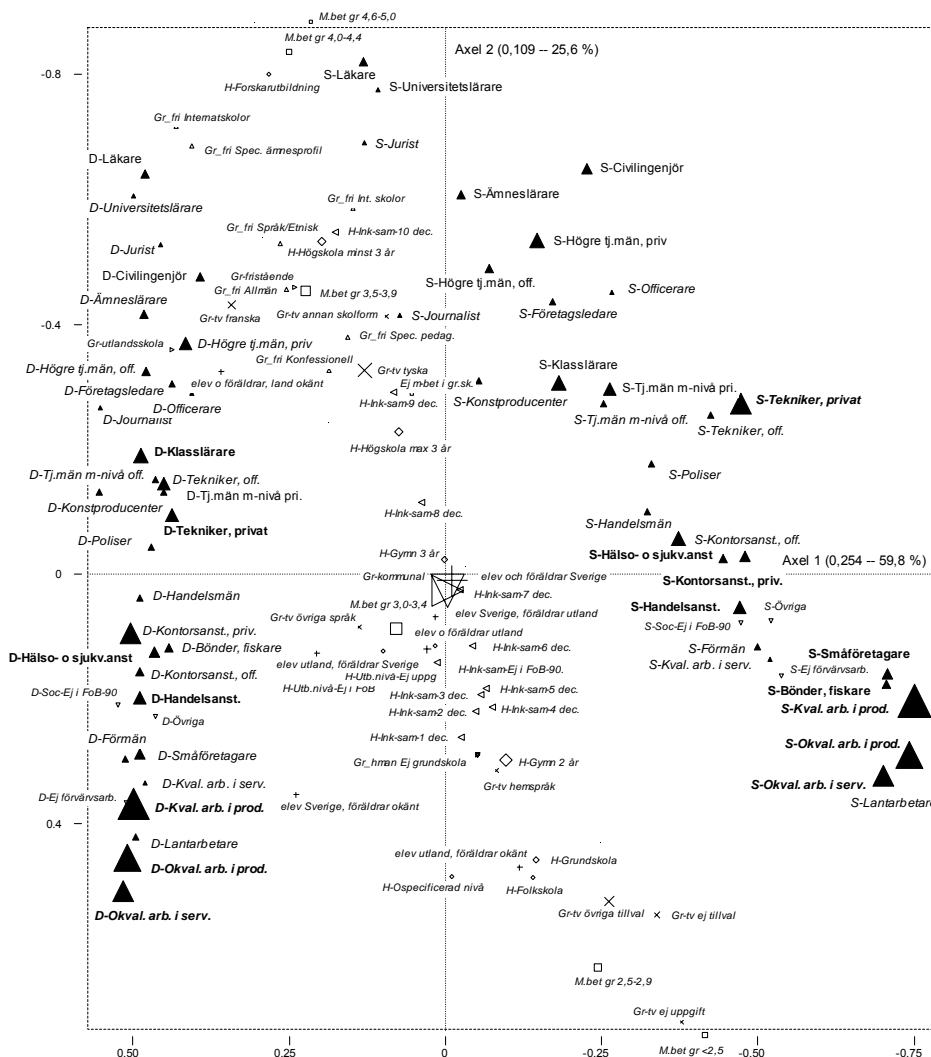 M.bet gr 4,6-5,0
M.bet gr 4,0-4,4
Axel 2 (0,109 -- 25,6 %)
S-Läkare
-0.8
H-Forskarutbildning
S-Universitetslärare
Gr_fri Internatskolor
Gr_fri Spec. ämnesprofil
S-Jurist
D-Läkare
S-Civilingenjör
D-Universitetslärare
S-Ämneslärare
Gr_fri Int. skolor
Gr_fri Språk/Etnisk
H-Ink-sam-10 dec.
D-Jurist
H-Högskola minst 3 år
S-Högre tj.män, priv
D-Civilingenjör
Gr-fristående
S-Högre tj.män, off.
Gr_fri Allmän
M.bet gr 3,5-3,9
S-Officerare
D-Ämneslärare
Gr-tv franska
Gr-tv annan skolform
S-Journalist
S-Företagsledare
-0.4
Gr_fri Spec. pedag.
Gr-utlandsskola
D-Högre tj.män, priv
Gr_fri Konfessionell
D-Högre tj.män, off.
Gr-tv tyska
S-Klasslärare
elev o föräldrar, land okänt
Ej m-bet i gr.sk.
S-Tj.män m-nivå pri.
D-Företagsledare
H-Ink-sam-9 dec.
S-Konstproducenter
S-Tekniker, privat
D-Officerare
S-Tj.män m-nivå off.
D-Journalist
S-Tekniker, off.
H-Högskola max 3 år
D-Klasslärare
D-Tj.män m-nivå off.
D-Tekniker, off.
S-Poliser
D-Tj.män m-nivå pri.
D-Konstproducenter
H-Ink-sam-8 dec.
D-Tekniker, privat
S-Handelsmän
D-Poliser
S-Kontorsanst., off.
H-Gymn 3 år
S-Hälso- o sjukv.anst
Axel 1 (0,254 -- 59,8 %)
0
Gr-kommunal
elev och föräldrar Sverige
S-Kontorsanst., priv.
H-Ink-sam-7 dec.
D-Handelsmän
M.bet gr 3,0-3,4
S-Handelsanst.
S-Övriga
Gr-tv övriga språk
elev Sverige, föräldrar utland
S-Soc-Ej i FoB-90
D-Kontorsanst., priv.
elev o föräldrar utland
D-Hälso- o sjukv.anst
D-Bönder, fiskare
H-Ink-sam-6 dec.
S-Förmän
S-Småföretagare
elev utland, föräldrar Sverige
S-Kval. arb. i serv.
D-Kontorsanst., off.
H-Utb.nivå-Ej uppg
H-Ink-sam-Ej i FoB-90.
S-Ej förvärvsarb.
H-Utb.nivå-Ej i FoB
D-Soc-Ej i FoB-90
D-Handelsanst.
H-Ink-sam-3 dec.
H-Ink-sam-5 dec.
S-Bönder, fiskare
H-Ink-sam-2 dec.
H-Ink-sam-4 dec.
S-Kval. arb. i prod.
D-Övriga
D-Förmän
H-Ink-sam-1 dec.
S-Okval. arb. i prod.
D-Småföretagare
Gr_hman Ej grundskola
H-Gymn 2 år
Gr-tv hemspråk
D-Kval. arb. i serv.
S-Okval. arb. i serv.
D-Ej förvärvsarb.
D-Kval. arb. i prod.
elev Sverige, föräldrar okänt
S-Lantarbetare
0.4
D-Lantarbetare
elev utland, föräldrar okänt
H-Grundskola
D-Okval. arb. i prod.
H-Ospecificerad nivå
H-Folkskola
D-Okval. arb. i serv.
Gr-tv övriga tillval
Gr-tv ej tillval
M.bet gr 2,5-2,9
Gr-tv ej uppgift
M.bet gr <2,5
0.50
0.25
0
-0.25
-0.50
-0.75